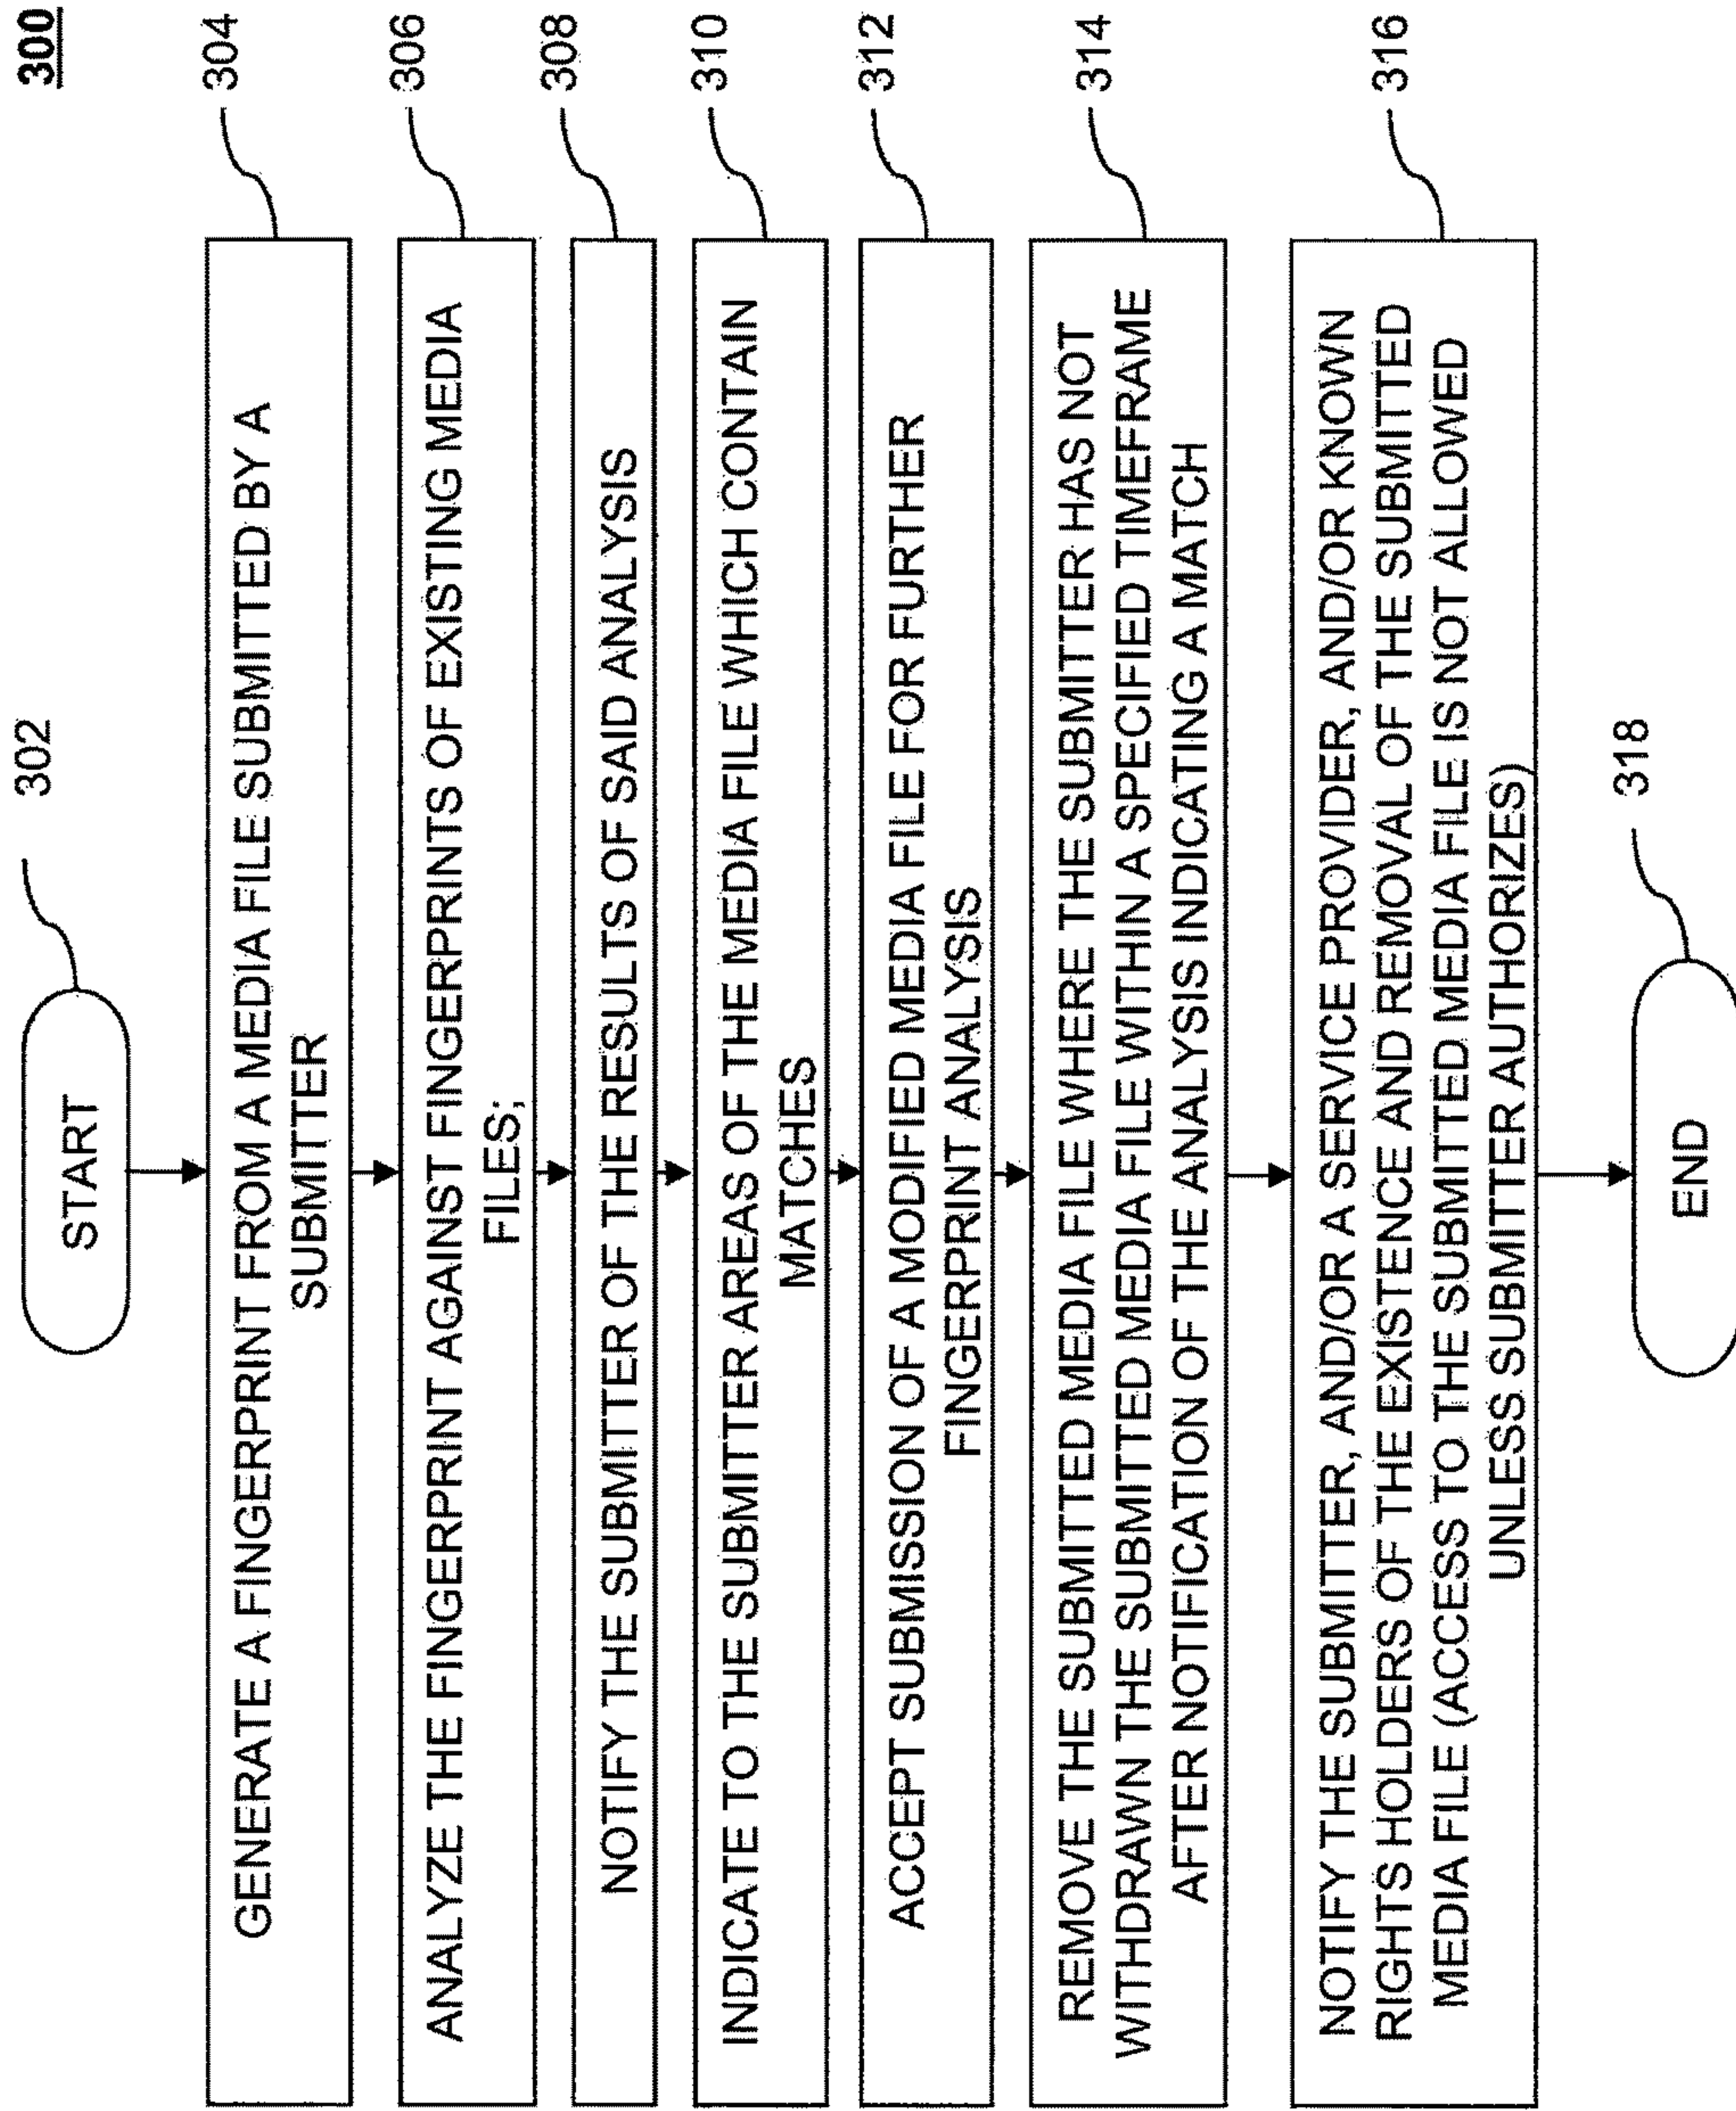 300
302
START
304
GENERATE A FINGERPRINT FROM A MEDIA FILE SUBMITTED BY A
SUBMITTER
306
ANALYZE THE FINGERPRINT AGAINST FINGERPRINTS OF EXISTING MEDIA
FILES;
308
NOTIFY THE SUBMITTER OF THE RESULTS OF SAID ANALYSIS
310
INDICATE TO THE SUBMITTER AREAS OF THE MEDIA FILE WHICH CONTAIN
MATCHES
312
ACCEPT SUBMISSION OF A MODIFIED MEDIA FILE FOR FURTHER
FINGERPRINT ANALYSIS
314
REMOVE THE SUBMITTED MEDIA FILE WHERE THE SUBMITTER HAS NOT
WITHDRAWN THE SUBMITTED MEDIA FILE WITHIN A SPECIFIED TIMEFRAME
AFTER NOTIFICATION OF THE ANALYSIS INDICATING A MATCH
316
NOTIFY THE SUBMITTER, AND/OR A SERVICE PROVIDER, AND/OR KNOWN
RIGHTS HOLDERS OF THE EXISTENCE AND REMOVAL OF THE SUBMITTED
MEDIA FILE (ACCESS TO THE SUBMITTED MEDIA FILE IS NOT ALLOWED
UNLESS SUBMITTER AUTHORIZES)
318
END